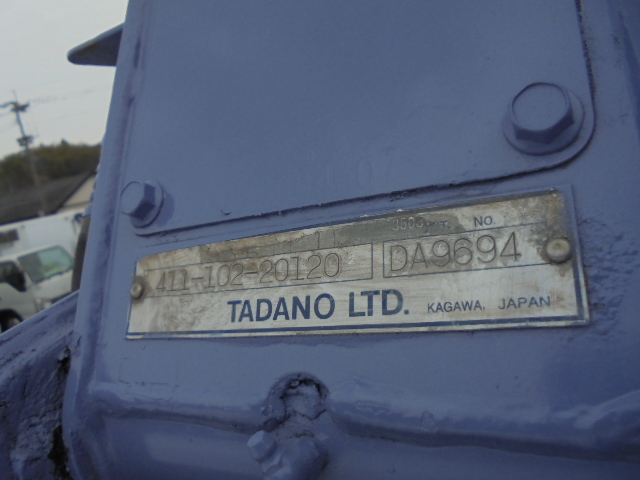 NO.
411-102-20120 DA9694
TADANO LTD. KAGAWA, JAPAN